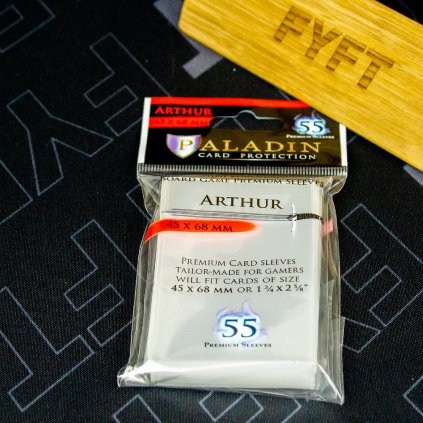 FYFT
ARTHUR
45 X 68 MM
55
PREMIUM SLEEVES
PALADIN
CARD PROTECTION
BOARD GAME PREMIUM SLEEVES
ARTHUR
45 X 68 MM
PREMIUM CARD SLEEVES
TAILOR-MADE FOR GAMERS
WILL FIT CARDS OF SIZE
45 X 68 MM OR 1 ¾ X 2 ⅝"
55
PREMIUM SLEEVES